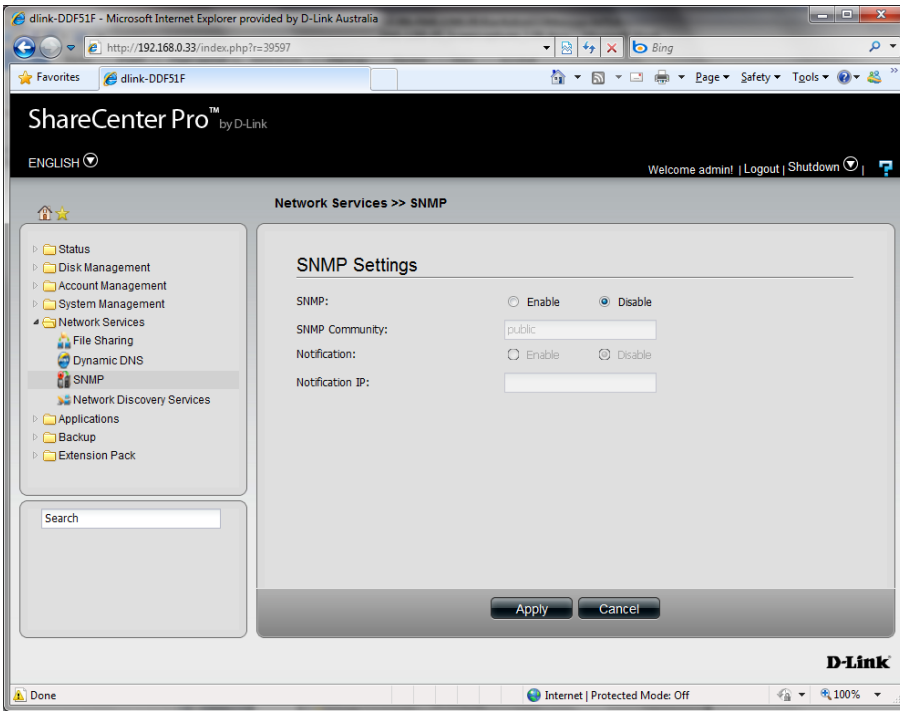 dlink-DDF51F - Microsoft Internet Explorer provided by D-Link Australia
http://192.168.0.33/index.php?r=39597
Bing
Favorites
dlink-DDF51F
Page
Safety
Tools
ShareCenter Pro™ by D-Link
ENGLISH
Welcome admin! | Logout | Shutdown |
Network Services >> SNMP
Status
Disk Management
Account Management
System Management
Network Services
File Sharing
Dynamic DNS
SNMP
Network Discovery Services
Applications
Backup
Extension Pack
Search
SNMP Settings
SNMP: Enable Disable
SNMP Community: public
Notification: Enable Disable
Notification IP:
Apply Cancel
D-Link
Done
Internet | Protected Mode: Off
100%